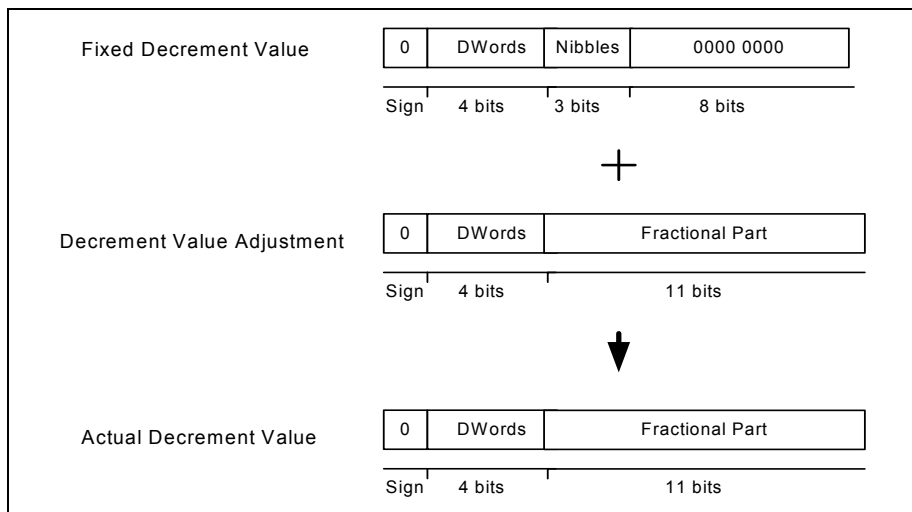 Fixed Decrement Value
0 DWords Nibbles 0000 0000
Sign 4 bits 3 bits 8 bits
+
Decrement Value Adjustment
0 DWords Fractional Part
Sign 4 bits 11 bits
Actual Decrement Value
0 DWords Fractional Part
Sign 4 bits 11 bits